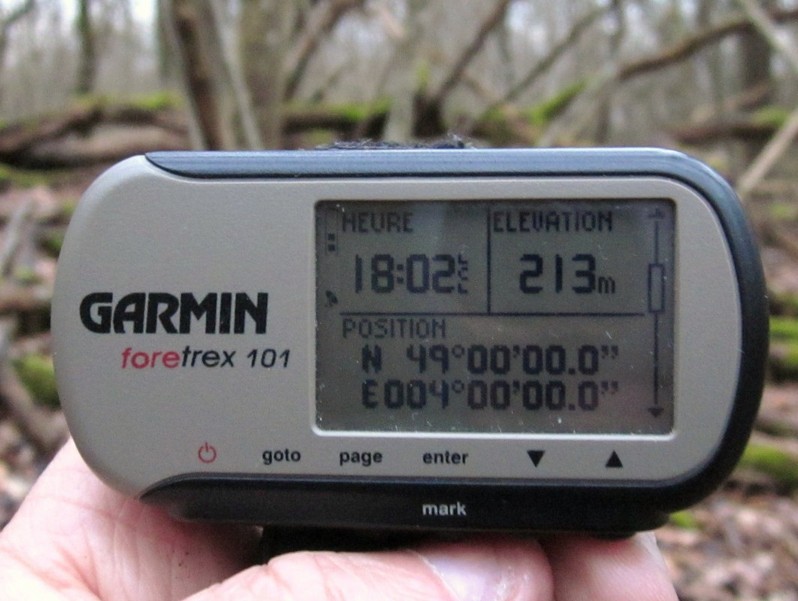 HEURE
ELEVATION
18:02
213m
POSITION
N 49°00'00.0"
E004°00'00.0"
GARMIN
foretrex 101
goto page enter ▼ ▲
mark